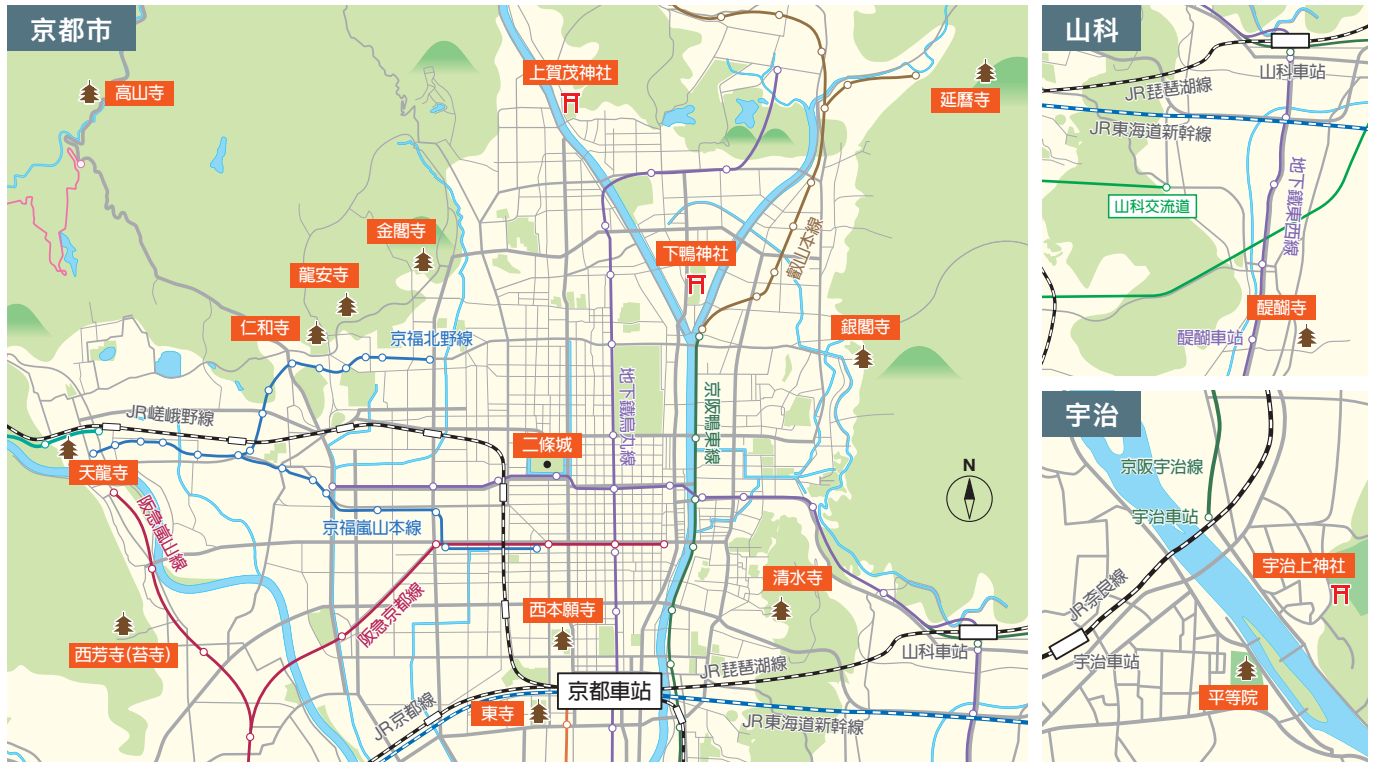 京都市
高山寺
上賀茂神社
延曆寺
金閣寺
下鴨神社
叡山本線
龍安寺
仁和寺
京福北野線
銀閣寺
JR嵯峨野線
地下鐵烏丸線
京阪鴨東線
二條城
天龍寺
N
阪急嵐山線
京福嵐山本線
清水寺
西本願寺
阪急京都線
西芳寺(苔寺)
山科車站
JR琵琶湖線
京都車站
JR京都線
東寺
JR東海道新幹線
山科
山科車站
JR琵琶湖線
JR東海道新幹線
地下鐵東西線
山科交流道
醍醐寺
醍醐車站
宇治
京阪宇治線
宇治車站
宇治上神社
JR奈良線
宇治車站
平等院